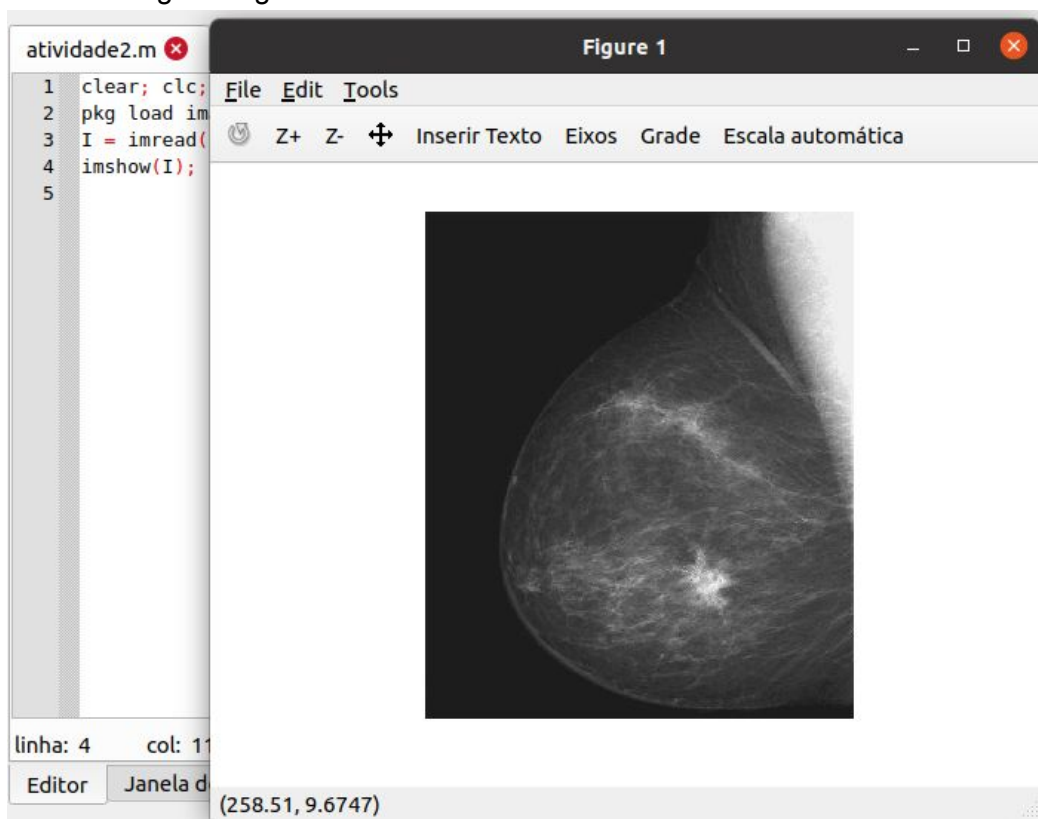 atividade2.m
Figure 1
File Edit Tools
Z+ Z- Inserir Texto Eixos Grade Escala automática
1 clear; clc;
2 pkg load im
3 I = imread(
4 imshow(I);
5
linha: 4 col: 11
Editor Janela d
(258.51, 9.6747)